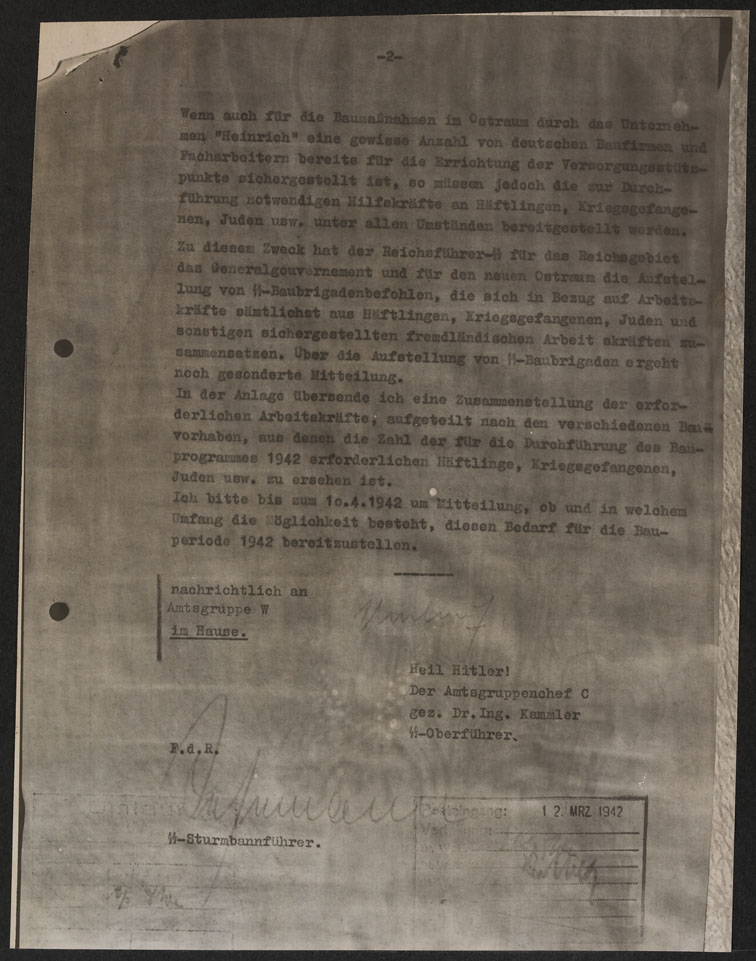 -2-
Wenn auch für die Baumaßnahmen im Ostraum durch das Unterneh-
men "Heinrich" eine gewisse Anzahl von deutschen Baufirmen und
Facharbeitern bereits für die Errichtung der Versorgungsstütz-
punkte sichergestellt ist, so müssen jedoch die zur Durch-
führung notwendigen Hilfskräfte an Häftlingen, Kriegsgefange-
nen, Juden usw. unter allen Umständen bereitgestellt werden.
Zu diesem Zweck hat der Reichsführer-SS für das Reichsgebiet
das Generalgouvernement und für den neuen Ostraum die Aufstel-
lung von SS-Baubrigadenbefohlen, die sich in Bezug auf Arbeits-
kräfte sämtlichst aus Häftlingen, Kriegsgefangenen, Juden und
sonstigen sichergestellten fremdländischen Arbeit skräften zu-
sammensetzen. Über die Aufstellung von SS-Baubrigaden ergeht
noch gesonderte Mitteilung.
In der Anlage übersende ich eine Zusammenstellung der erfor-
derlichen Arbeitskräfte, aufgeteilt nach den verschiedenen Bau-
vorhaben, aus denen die Zahl der für die Durchführung des Bau-
programmes 1942 erforderlichen Häftlinge, Kriegsgefangenen,
Juden usw. zu ersehen ist.
Ich bitte bis zum 10.4.1942 um Mitteilung, ob und in welchem
Umfang die Möglichkeit besteht, diesen Bedarf für die Bau-
periode 1942 bereitzustellen.
nachrichtlich an
Amtsgruppe W
im Hause.
Heil Hitler!
Der Amtsgruppenchef C
gez. Dr.Ing. Kammler
SS-Oberführer.
F.d.R.
SS-Sturmbannführer.
Posteingang: 12. MRZ 1942